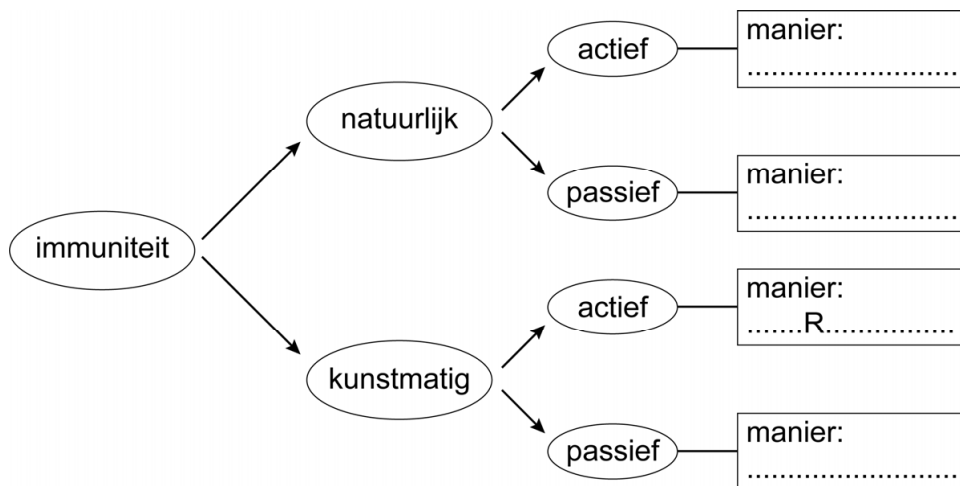 actief
manier:
..........................
natuurlijk
passief
manier:
..........................
immuniteit
actief
manier:
.......R................
kunstmatig
passief
manier:
..........................